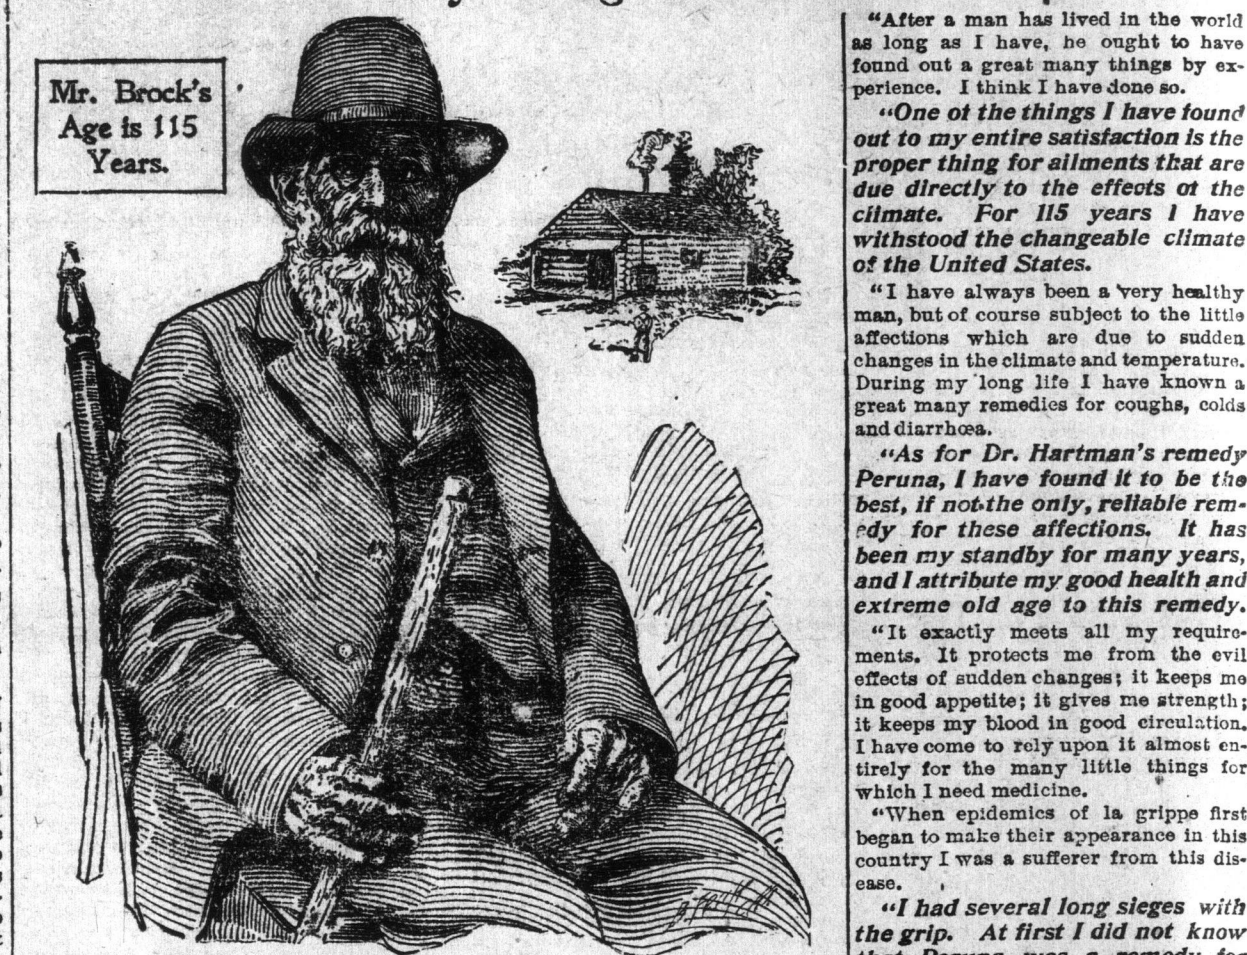 Mr. Brock's
Age is 115
Years.
"After a man has lived in the world
as long as I have, he ought to have
found out a great many things by ex-
perience. I think I have done so.
"One of the things I have found
out to my entire satisfaction is the
proper thing for ailments that are
due directly to the effects of the
climate. For 115 years I have
withstood the changeable climate
of the United States.
"I have always been a very healthy
man, but of course subject to the little
affections which are due to sudden
changes in the climate and temperature.
During my long life I have known a
great many remedies for coughs, colds
and diarrhœa.
"As for Dr. Hartman's remedy
Peruna, I have found it to be the
best, if not the only, reliable rem-
edy for these affections. It has
been my standby for many years,
and I attribute my good health and
extreme old age to this remedy.
"It exactly meets all my require-
ments. It protects me from the evil
effects of sudden changes; it keeps me
in good appetite; it gives me strength;
it keeps my blood in good circulation.
I have come to rely upon it almost en-
tirely for the many little things for
which I need medicine.
"When epidemics of la grippe first
began to make their appearance in this
country I was a sufferer from this dis-
ease.
"I had several long sieges with
the grip. At first I did not know
that Peruna was a remedy for